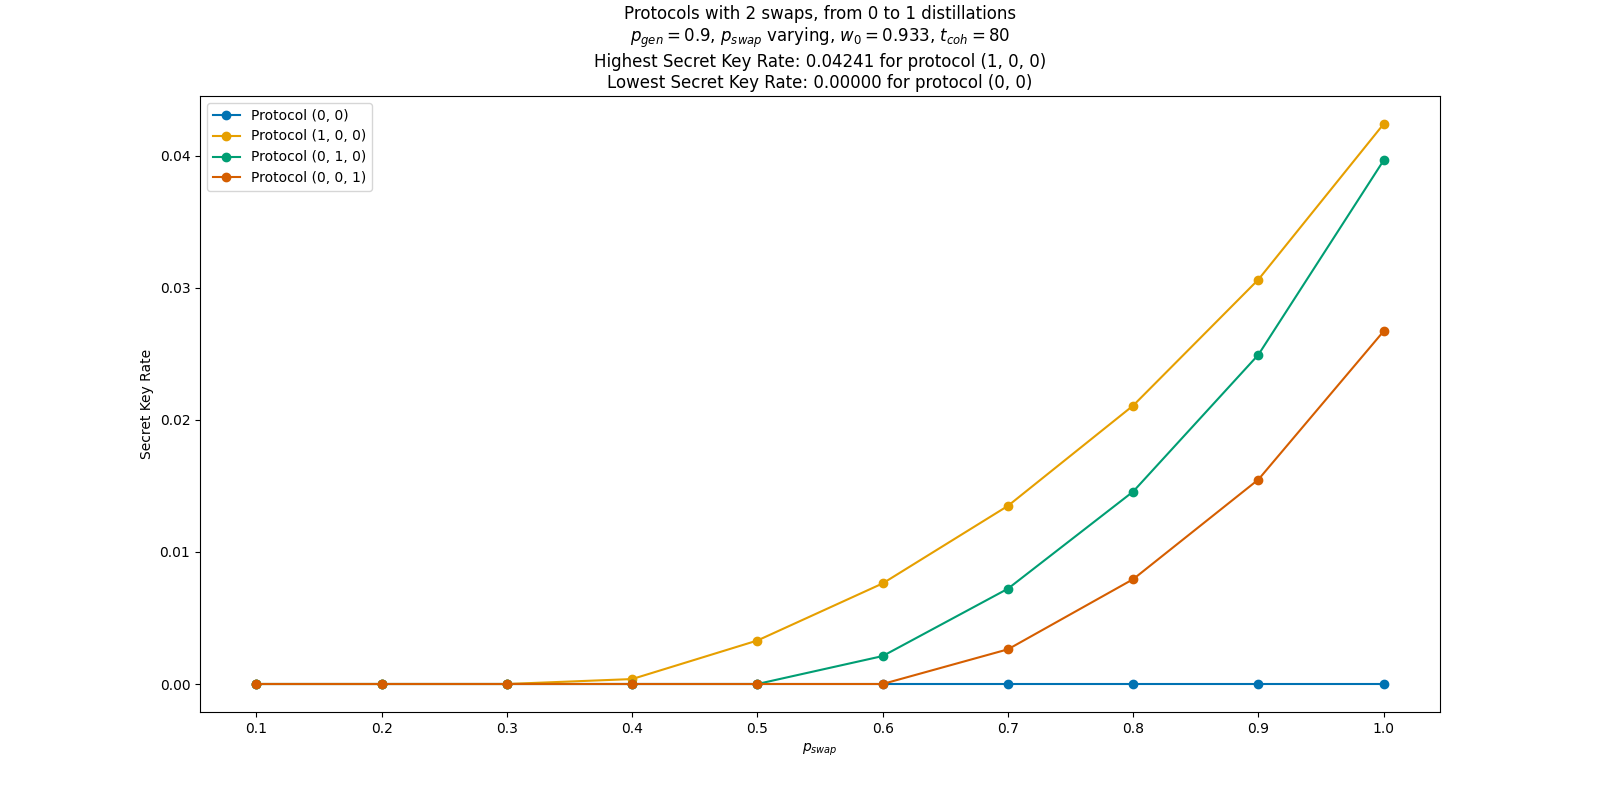 Protocols with 2 swaps, from 0 to 1 distillations
p_gen = 0.9, p_swap varying, w_0 = 0.933, t_coh = 80
Highest Secret Key Rate: 0.04241 for protocol (1, 0, 0)
Lowest Secret Key Rate: 0.00000 for protocol (0, 0)
Protocol (0, 0)
Protocol (1, 0, 0)
Protocol (0, 1, 0)
Protocol (0, 0, 1)
Secret Key Rate
0.04
0.03
0.02
0.01
0.00
0.1 0.2 0.3 0.4 0.5 0.6 0.7 0.8 0.9 1.0
p_swap